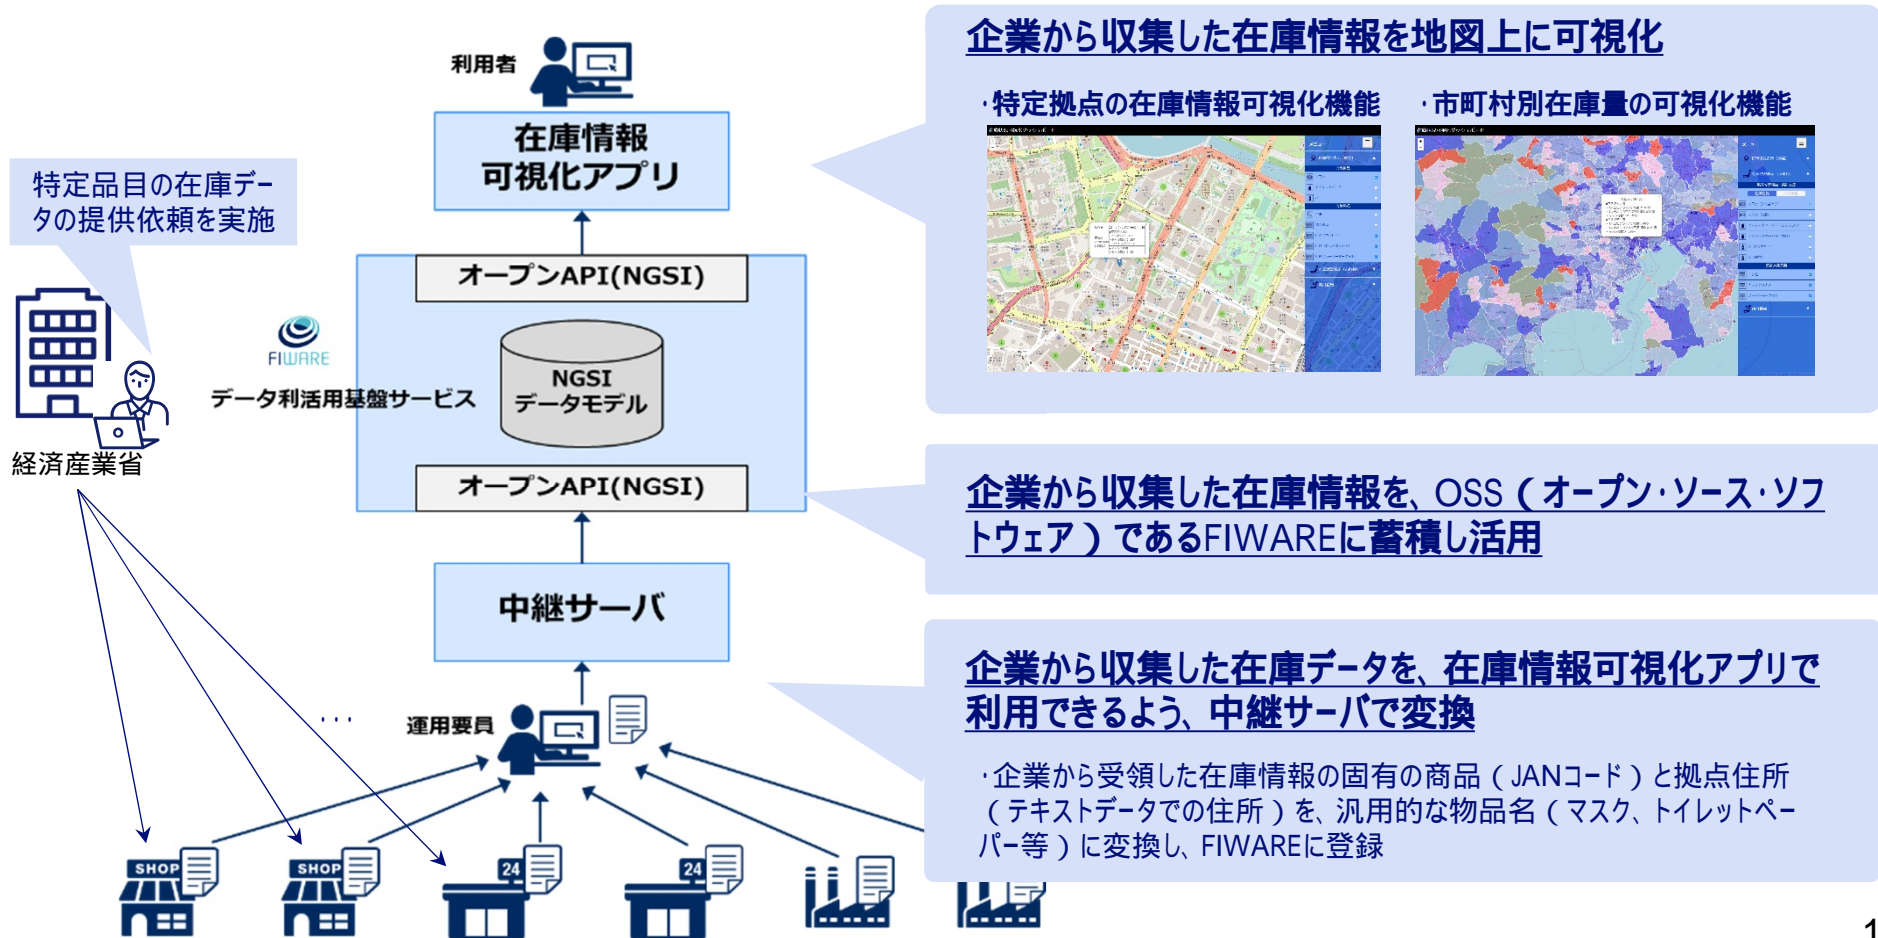 利用者
在庫情報
可視化アプリ
特定品目の在庫デー
タの提供依頼を実施
オープンAPI(NGSI)
FIWARE
データ利活用基盤サービス
NGSI
データモデル
経済産業省
オープンAPI(NGSI)
中継サーバ
・・・
運用要員
SHOP
SHOP
24
24
企業から収集した在庫情報を地図上に可視化
・特定拠点の在庫情報可視化機能
・市町村別在庫量の可視化機能
企業から収集した在庫情報を、OSS(オープン・ソース・ソフ
トウェア)であるFIWAREに蓄積し活用
企業から収集した在庫データを、在庫情報可視化アプリで
利用できるよう、中継サーバで変換
・企業から受領した在庫情報の固有の商品(JANコード)と拠点住所
(テキストデータでの住所)を、汎用的な物品名(マスク、トイレットペー
パー等)に変換し、FIWAREに登録
1